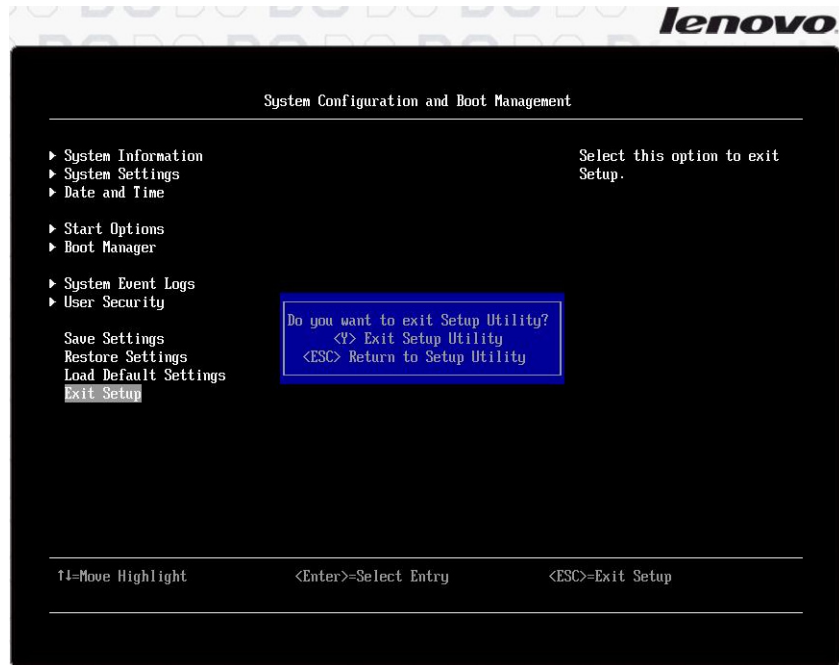 lenovo
System Configuration and Boot Management
System Information
System Settings
Date and Time
Start Options
Boot Manager
System Event Logs
User Security
Save Settings
Restore Settings
Load Default Settings
Exit Setup
Select this option to exit
Setup.
Do you want to exit Setup Utility?
<Y> Exit Setup Utility
<ESC> Return to Setup Utility
↑↓=Move Highlight
<Enter>=Select Entry
<ESC>=Exit Setup